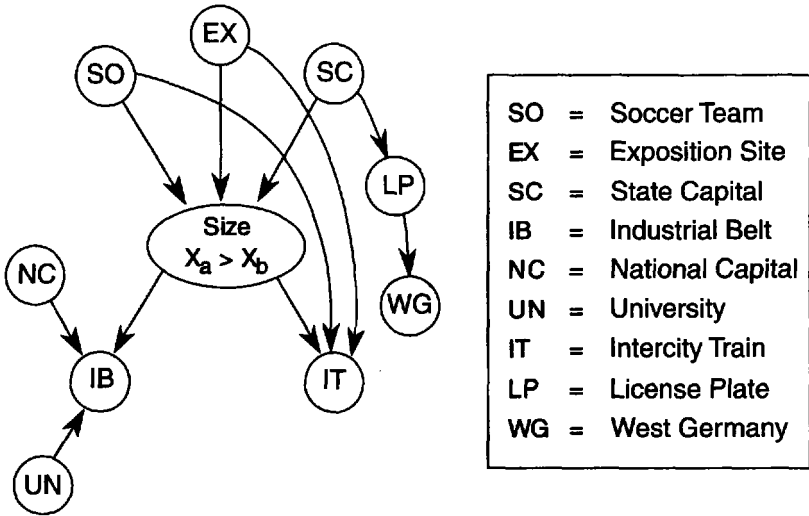 EX
SO
SC
LP
Size
Xa > Xb
NC
WG
IB
IT
UN
SO = Soccer Team
EX = Exposition Site
SC = State Capital
IB = Industrial Belt
NC = National Capital
UN = University
IT = Intercity Train
LP = License Plate
WG = West Germany